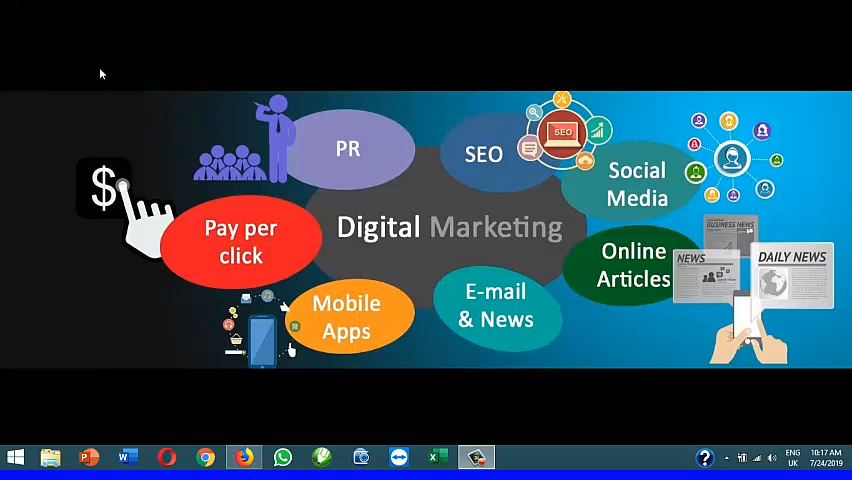 PR
SEO
SEO
Social
Media
$
Pay per
click
Digital Marketing
Online
Articles
BUSINESS NEWS
NEWS
DAILY NEWS
Mobile
Apps
E-mail
& News
ENG
UK
10:17 AM
7/24/2019